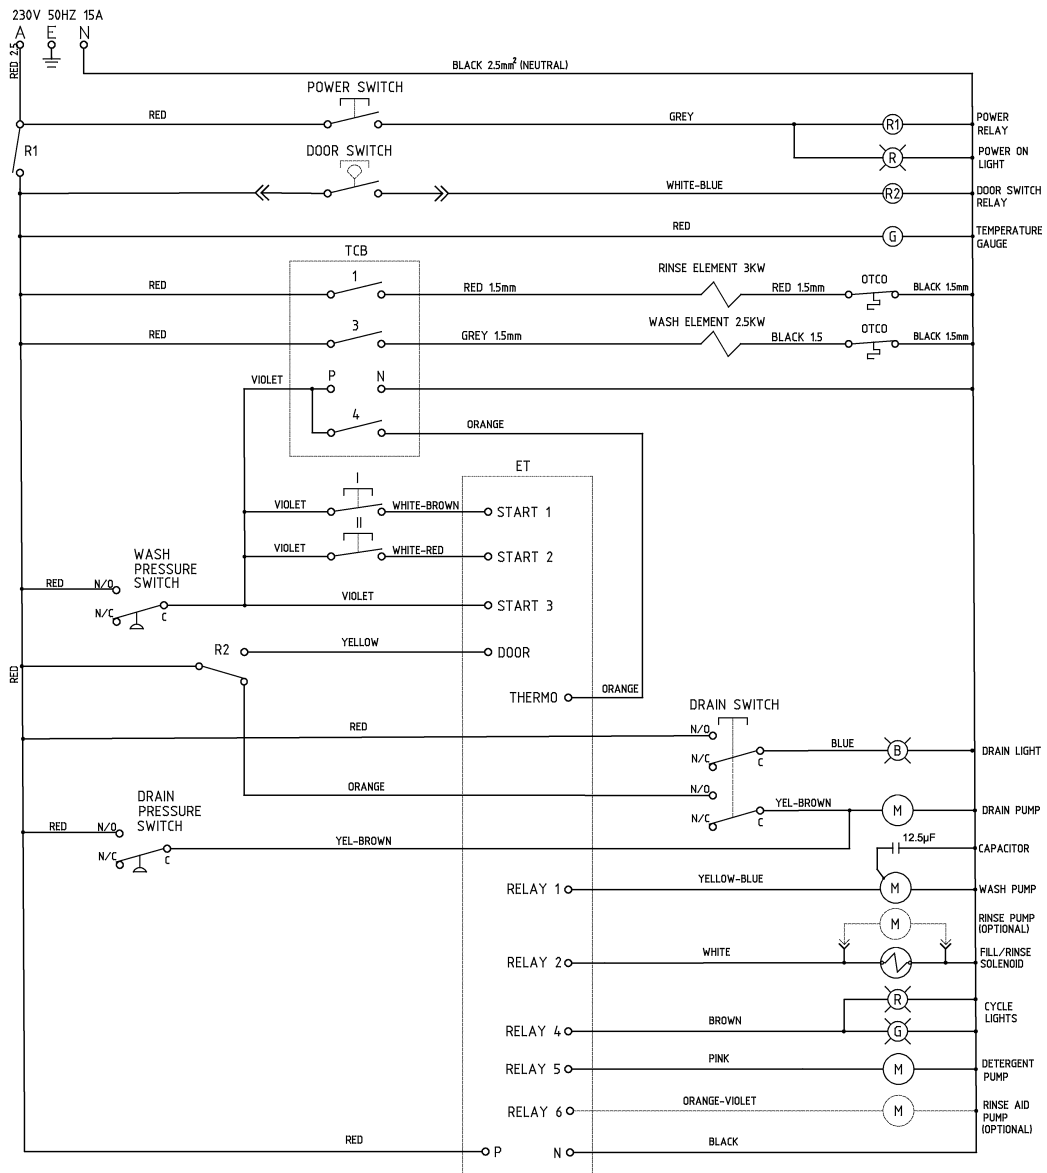 230V 50HZ 15A
A E N
RED 2.5
BLACK 2.5mm² (NEUTRAL)
POWER SWITCH
RED
GREY
R1
POWER
RELAY
R1
DOOR SWITCH
R
POWER ON
LIGHT
WHITE-BLUE
R2
DOOR SWITCH
RELAY
RED
G
TEMPERATURE
GAUGE
TCB
RINSE ELEMENT 3KW
OTCO
RED
1
RED 1.5mm
RED 1.5mm
BLACK 1.5mm
WASH ELEMENT 2.5KW
OTCO
RED
3
GREY 1.5mm
BLACK 1.5
BLACK 1.5mm
VIOLET
P
N
4
ORANGE
ET
I
VIOLET
WHITE-BROWN
START 1
II
VIOLET
WHITE-RED
START 2
WASH
PRESSURE
SWITCH
RED
N/O
N/C
C
VIOLET
START 3
R2
YELLOW
DOOR
RED
THERMO
ORANGE
DRAIN SWITCH
RED
N/O
N/C
C
BLUE
B
DRAIN LIGHT
ORANGE
N/O
N/C
C
YEL-BROWN
M
DRAIN PUMP
DRAIN
PRESSURE
SWITCH
RED
N/O
N/C
C
YEL-BROWN
12.5µF
CAPACITOR
RELAY 1
YELLOW-BLUE
M
WASH PUMP
M
RINSE PUMP
(OPTIONAL)
RELAY 2
WHITE
FILL/RINSE
SOLENOID
R
CYCLE
LIGHTS
RELAY 4
BROWN
G
RELAY 5
PINK
M
DETERGENT
PUMP
RELAY 6
ORANGE-VIOLET
M
RINSE AID
PUMP
(OPTIONAL)
RED
P
N
BLACK